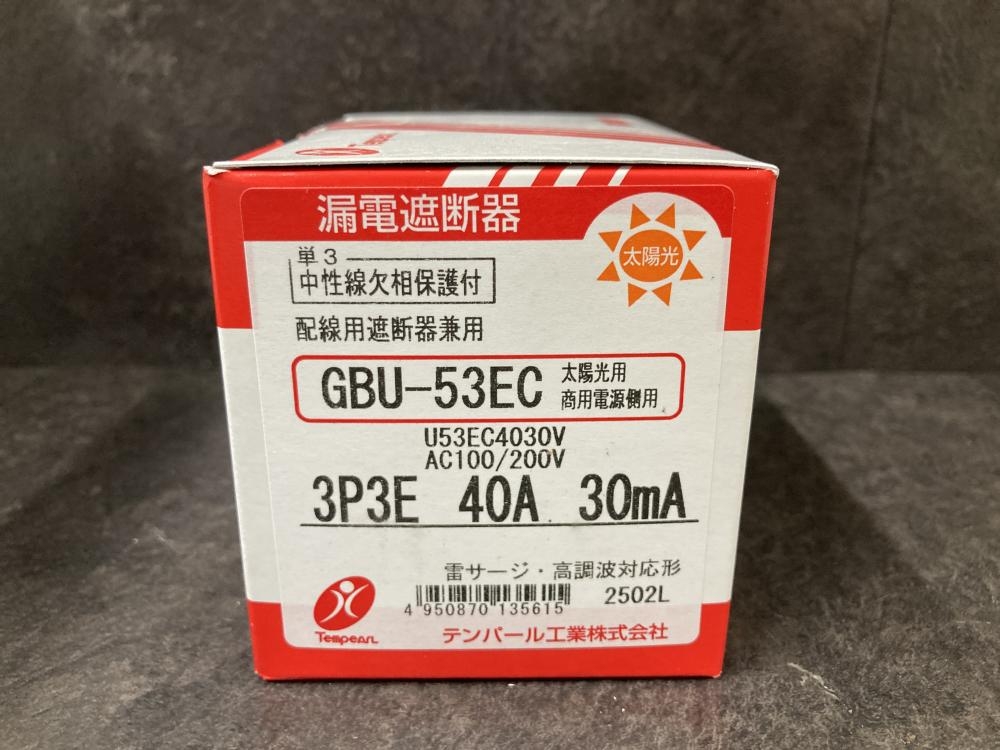 漏電遮断器
太陽光
単3
中性線欠相保護付
配線用遮断器兼用
GBU-53EC
太陽光用
商用電源側用
U53EC4030V
AC100/200V
3P3E 40A 30mA
雷サージ・高調波対応形
4 950870 135615
2502L
Tempearl
テンパール工業株式会社